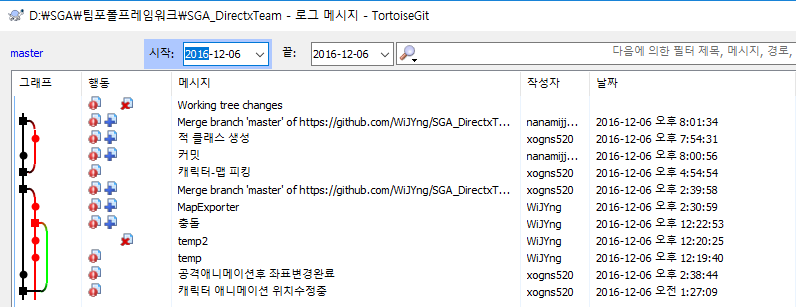 D:₩SGA₩팀포폴프레임워크₩SGA_DirectxTeam - 로그 메시지 - TortoiseGit
master 시작: 2016-12-06 끝: 2016-12-06 다음에 의한 필터 제목, 메시지, 경로,
그래프 행동 메시지 작성자 날짜
Working tree changes
Merge branch 'master' of https://github.com/WiJYng/SGA_DirectxT... nanamijj... 2016-12-06 오후 8:01:34
적 클래스 생성 xogns520 2016-12-06 오후 7:54:31
커밋 nanamijj... 2016-12-06 오후 8:00:56
캐릭터-맵 피킹 xogns520 2016-12-06 오후 4:54:54
Merge branch 'master' of https://github.com/WiJYng/SGA_DirectxT... xogns520 2016-12-06 오후 2:39:58
MapExporter WiJYng 2016-12-06 오후 2:30:59
충돌 WiJYng 2016-12-06 오후 12:22:53
temp2 WiJYng 2016-12-06 오후 12:20:25
temp WiJYng 2016-12-06 오후 12:19:40
공격애니메이션후 좌표변경완료 xogns520 2016-12-06 오후 2:38:44
캐릭터 애니메이션 위치수정중 xogns520 2016-12-06 오전 1:27:09